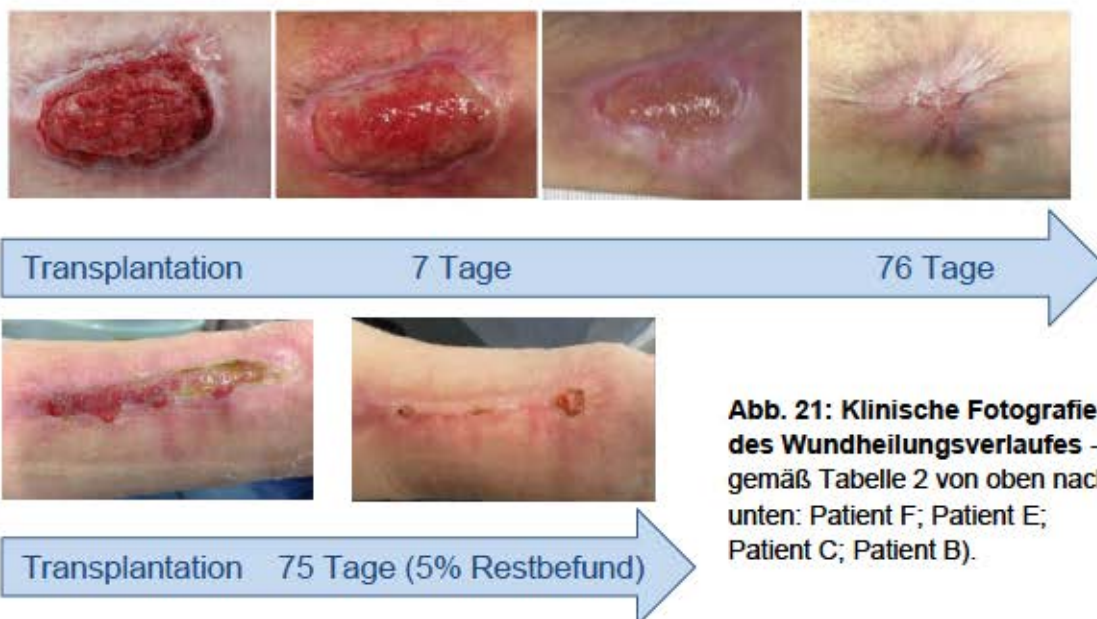 Transplantation 7 Tage 76 Tage
Transplantation 75 Tage (5% Restbefund)
Abb. 21: Klinische Fotografie
des Wundheilungsverlaufes -
gemäß Tabelle 2 von oben nach
unten: Patient F; Patient E;
Patient C; Patient B).